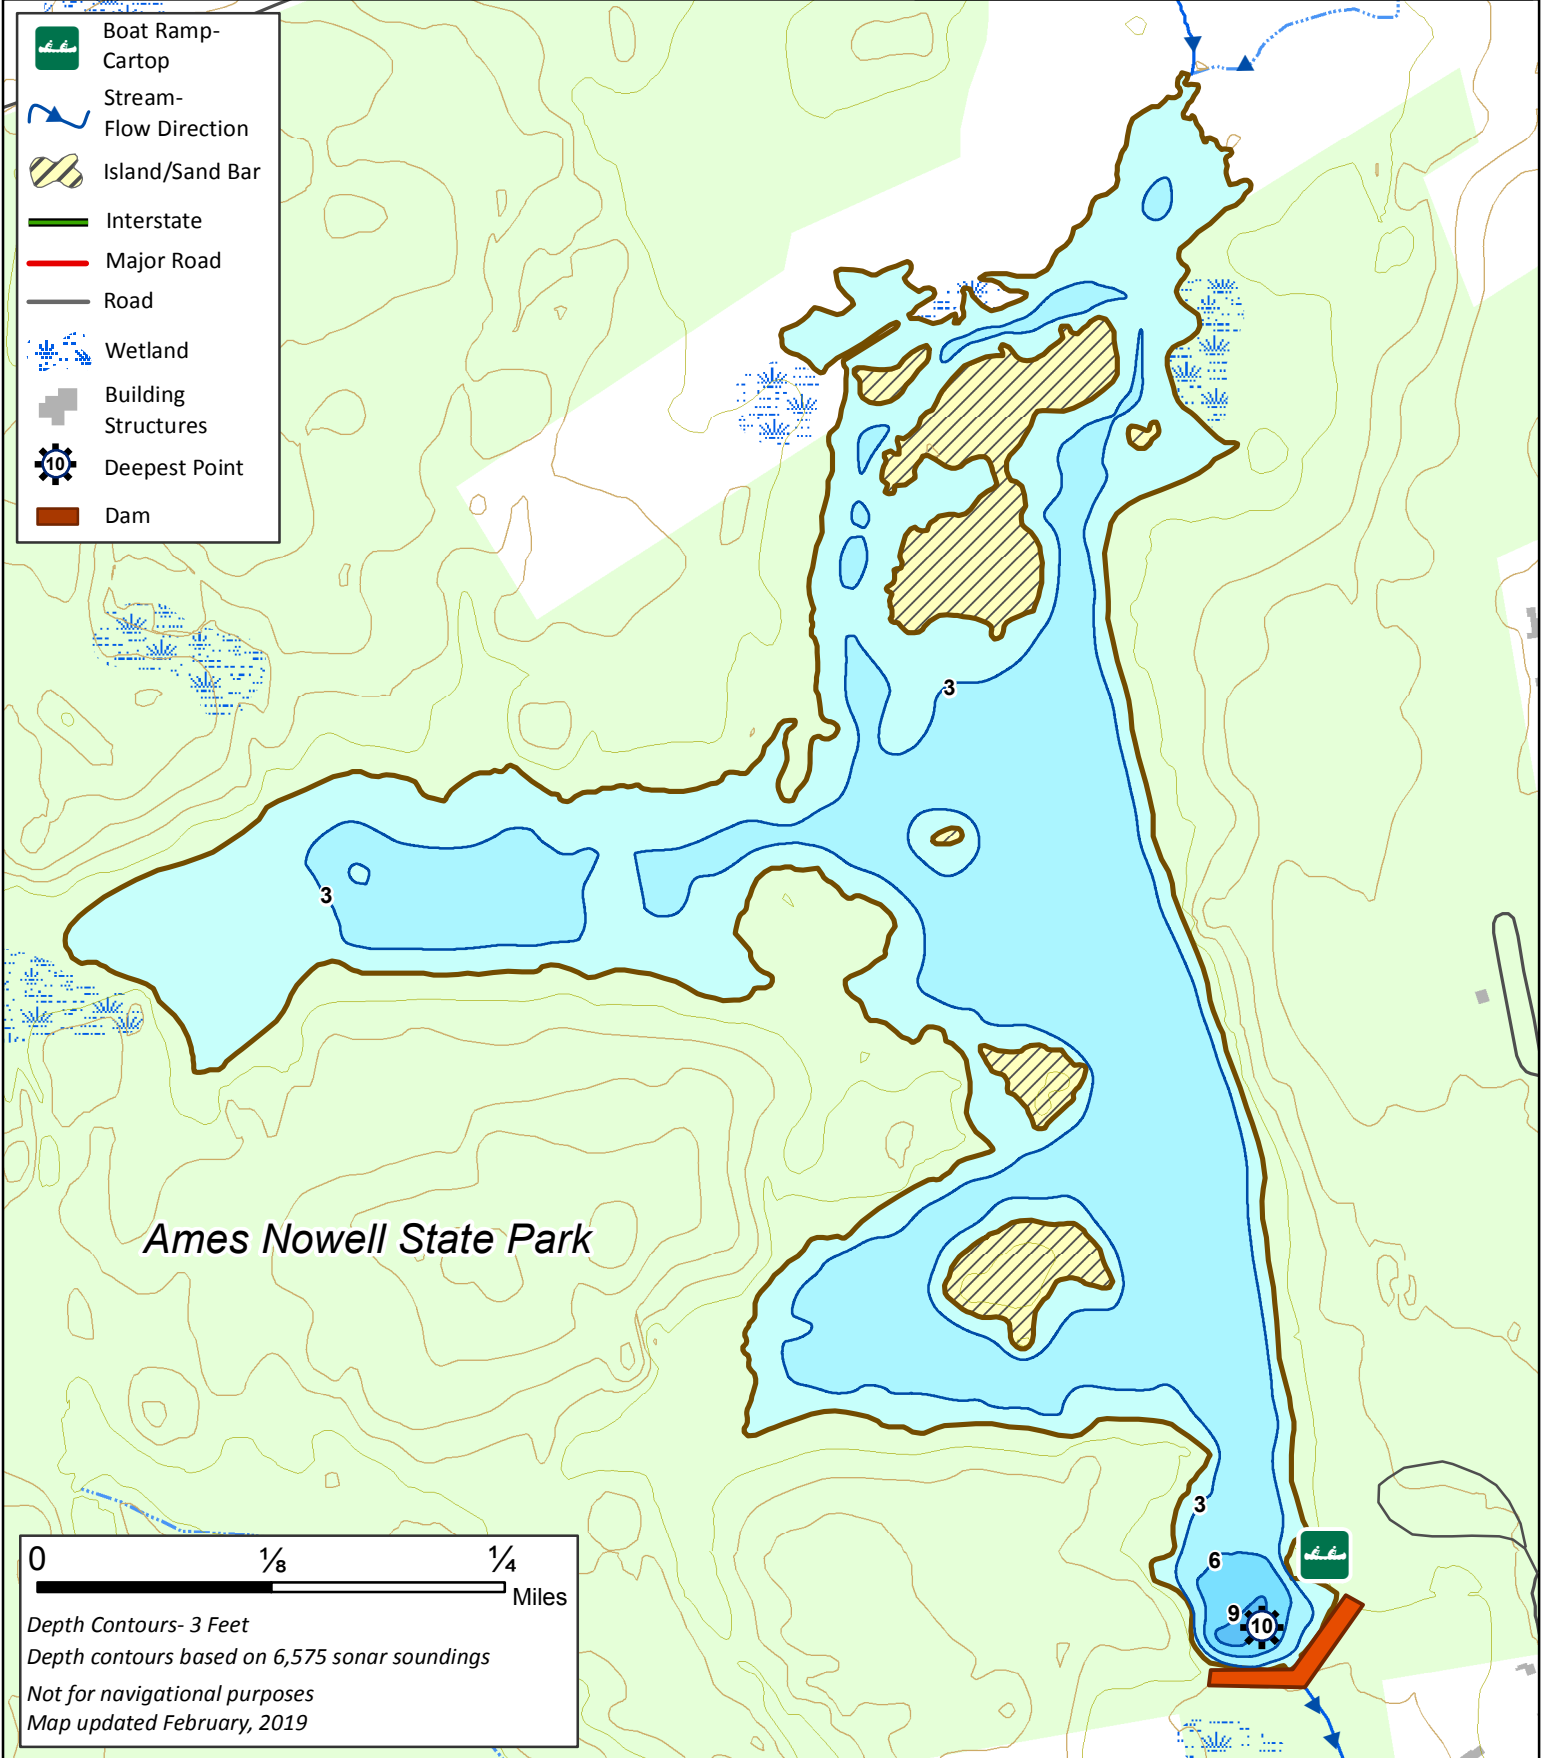 Boat Ramp-
Cartop
Stream-
Flow Direction
Island/Sand Bar
Interstate
Major Road
Road
Wetland
Building
Structures
10
Deepest Point
Dam
3
3
Ames Nowell State Park
3
6
9
10
0 ⅛ ¼
Miles
Depth Contours- 3 Feet
Depth contours based on 6,575 sonar soundings
Not for navigational purposes
Map updated February, 2019